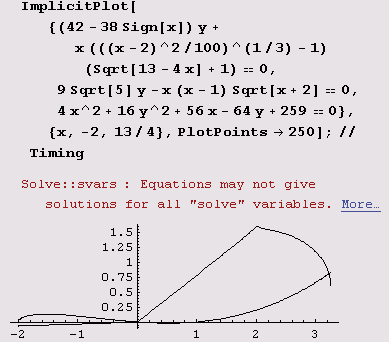 ImplicitPlot[
{(42 - 38 Sign[x]) y +
x (((x - 2)^2 / 100)^(1 / 3) - 1)
(Sqrt[13 - 4 x] + 1) == 0,
9 Sqrt[5] y - x (x - 1) Sqrt[x + 2] == 0,
4 x^2 + 16 y^2 + 56 x - 64 y + 259 == 0},
{x, -2, 13 / 4}, PlotPoints → 250]; //
Timing
Solve::svars : Equations may not give
solutions for all "solve" variables. More…
1.5
1.25
1
0.75
0.5
0.25
-2 -1 1 2 3